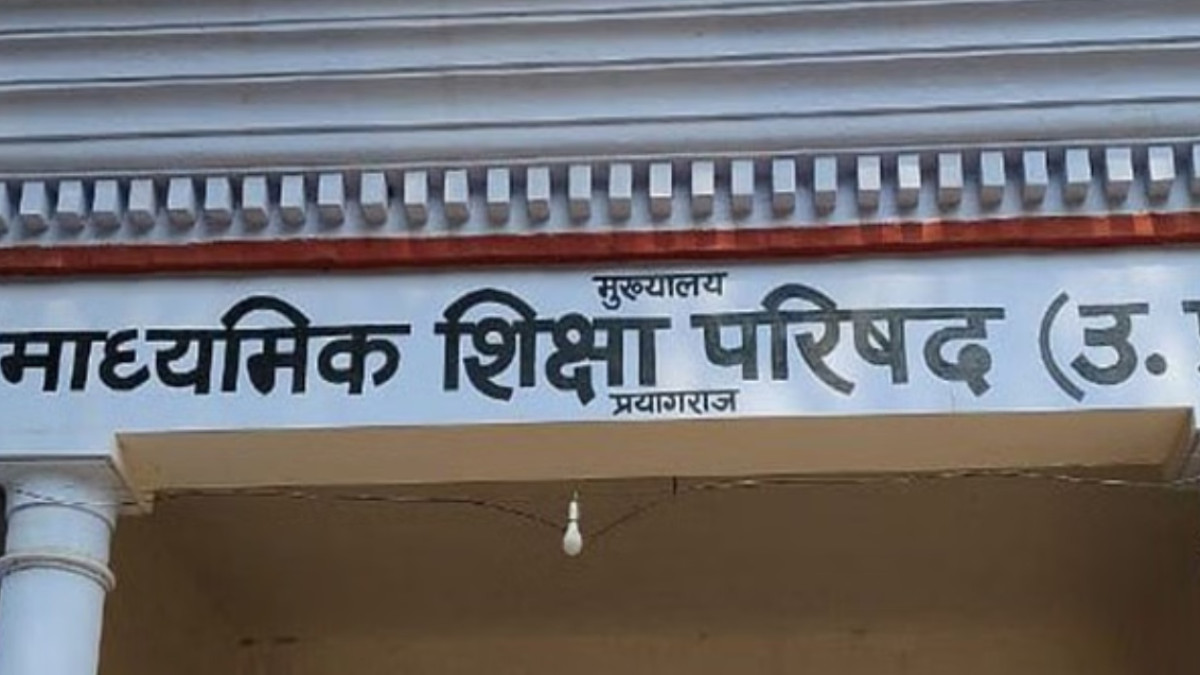 मुख्यालय
माध्यमिक शिक्षा परिषद (उ.
प्रयागराज